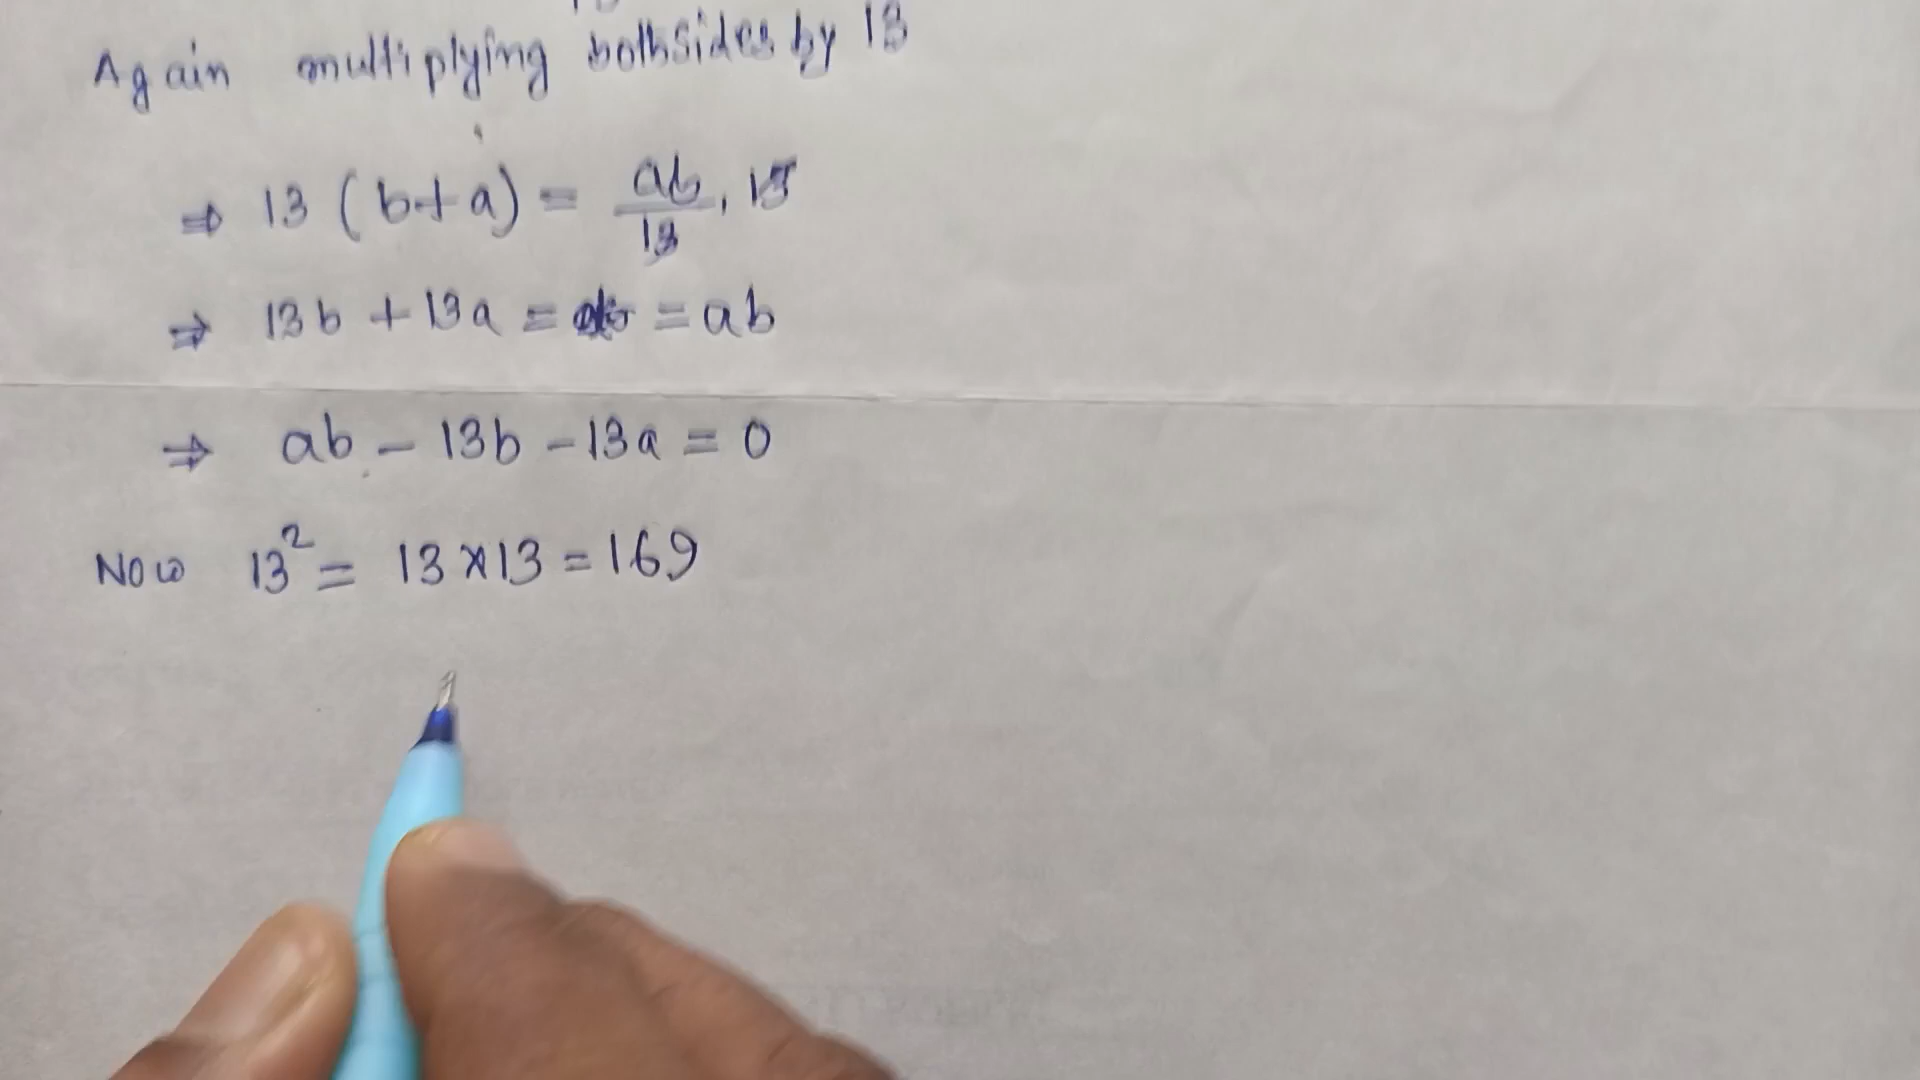 Again multiplying bothsides by 13
⇒ 13 (b+a) = ab/13 . 13
⇒ 13b + 13a = = ab
⇒ ab - 13b - 13a = 0
Now 13² = 13 x 13 = 169